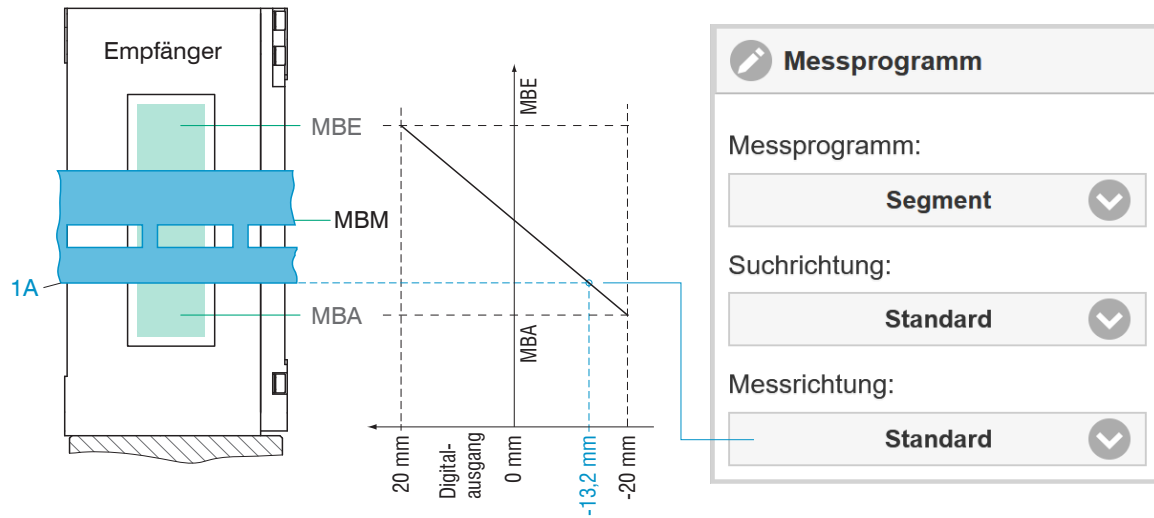 Empfänger
MBE
MBM
1A
MBA
MBE
MBA
20 mm
Digital-
ausgang
0 mm
-13,2 mm
-20 mm
Messprogramm
Messprogramm:
Segment
Suchrichtung:
Standard
Messrichtung:
Standard